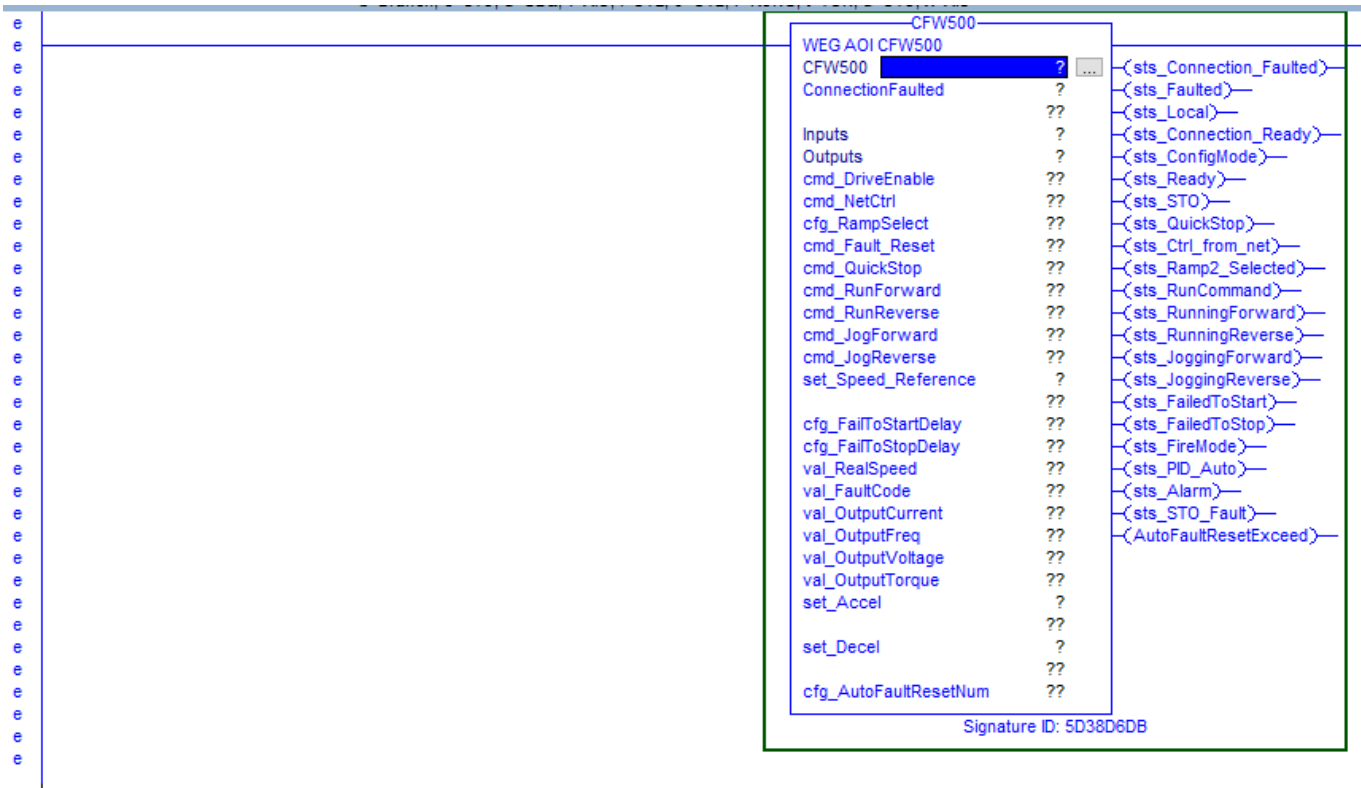 e CFW500
e WEG AOI CFW500
e CFW500 ? ... (sts_Connection_Faulted)
e ConnectionFaulted ? (sts_Faulted)
e ?? (sts_Local)
e Inputs ? (sts_Connection_Ready)
e Outputs ? (sts_ConfigMode)
e cmd_DriveEnable ?? (sts_Ready)
e cmd_NetCtrl ?? (sts_STO)
e cfg_RampSelect ?? (sts_QuickStop)
e cmd_Fault_Reset ?? (sts_Ctrl_from_net)
e cmd_QuickStop ?? (sts_Ramp2_Selected)
e cmd_RunForward ?? (sts_RunCommand)
e cmd_RunReverse ?? (sts_RunningForward)
e cmd_JogForward ?? (sts_RunningReverse)
e cmd_JogReverse ?? (sts_JoggingForward)
e set_Speed_Reference ? (sts_JoggingReverse)
e ?? (sts_FailedToStart)
e cfg_FailToStartDelay ?? (sts_FailedToStop)
e cfg_FailToStopDelay ?? (sts_FireMode)
e val_RealSpeed ?? (sts_PID_Auto)
e val_FaultCode ?? (sts_Alarm)
e val_OutputCurrent ?? (sts_STO_Fault)
e val_OutputFreq ?? (AutoFaultResetExceed)
e val_OutputVoltage ??
e val_OutputTorque ??
e set_Accel ?
e ??
e set_Decel ?
e ??
e cfg_AutoFaultResetNum ??
e
e Signature ID: 5D38D6DB
e